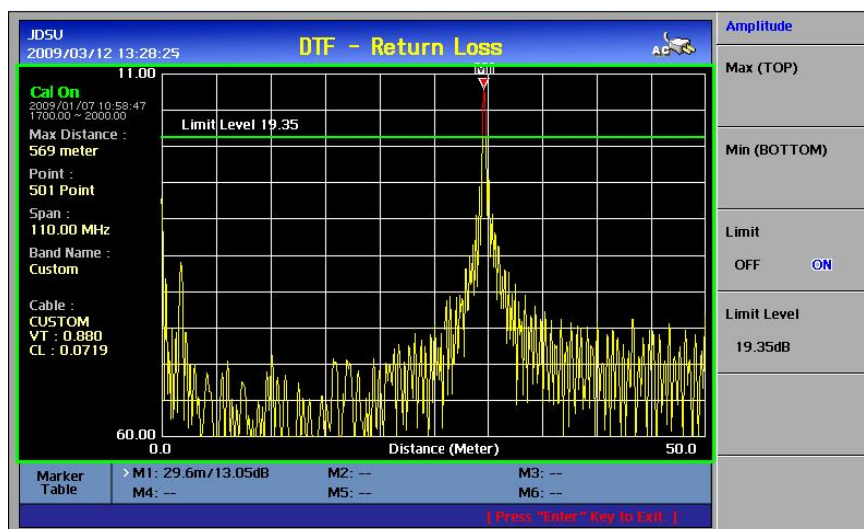 JDSU
2009/03/12 13:28:25
DTF - Return Loss
AC
11.00
M1
Cal On
2009/01/07 10:58:47
1700.00 ~ 2000.00
Limit Level 19.35
Max Distance :
569 meter
Point :
501 Point
Span :
110.00 MHz
Band Name :
Custom
Cable :
CUSTOM
VT : 0.880
CL : 0.0719
60.00
0.0
Distance (Meter)
50.0
Marker Table
>M1: 29.6m/13.05dB
M2: --
M3: --
M4: --
M5: --
M6: --
[ Press "Enter" Key to Exit. ]
Amplitude
Max (TOP)
Min (BOTTOM)
Limit
OFF ON
Limit Level
19.35dB